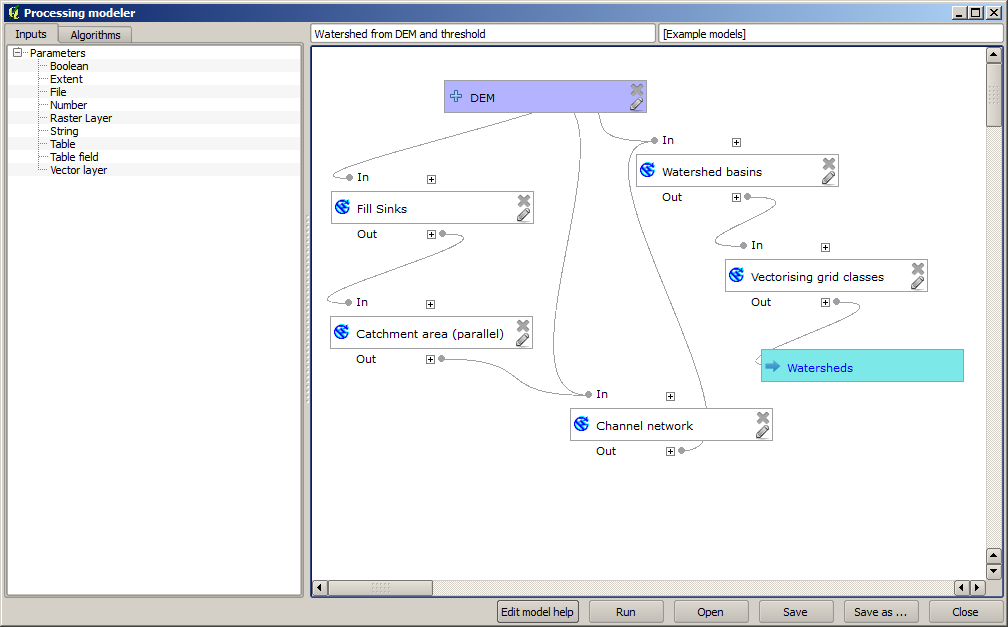 Processing modeler
Inputs Algorithms
Watershed from DEM and threshold
[Example models]
Parameters
Boolean
Extent
File
Number
Raster Layer
String
Table
Table field
Vector layer
DEM
In
Watershed basins
Out
In
Fill Sinks
Out
In
Vectorising grid classes
Out
In
Catchment area (parallel)
Out
Watersheds
In
Channel network
Out
Edit model help Run Open Save Save as ... Close